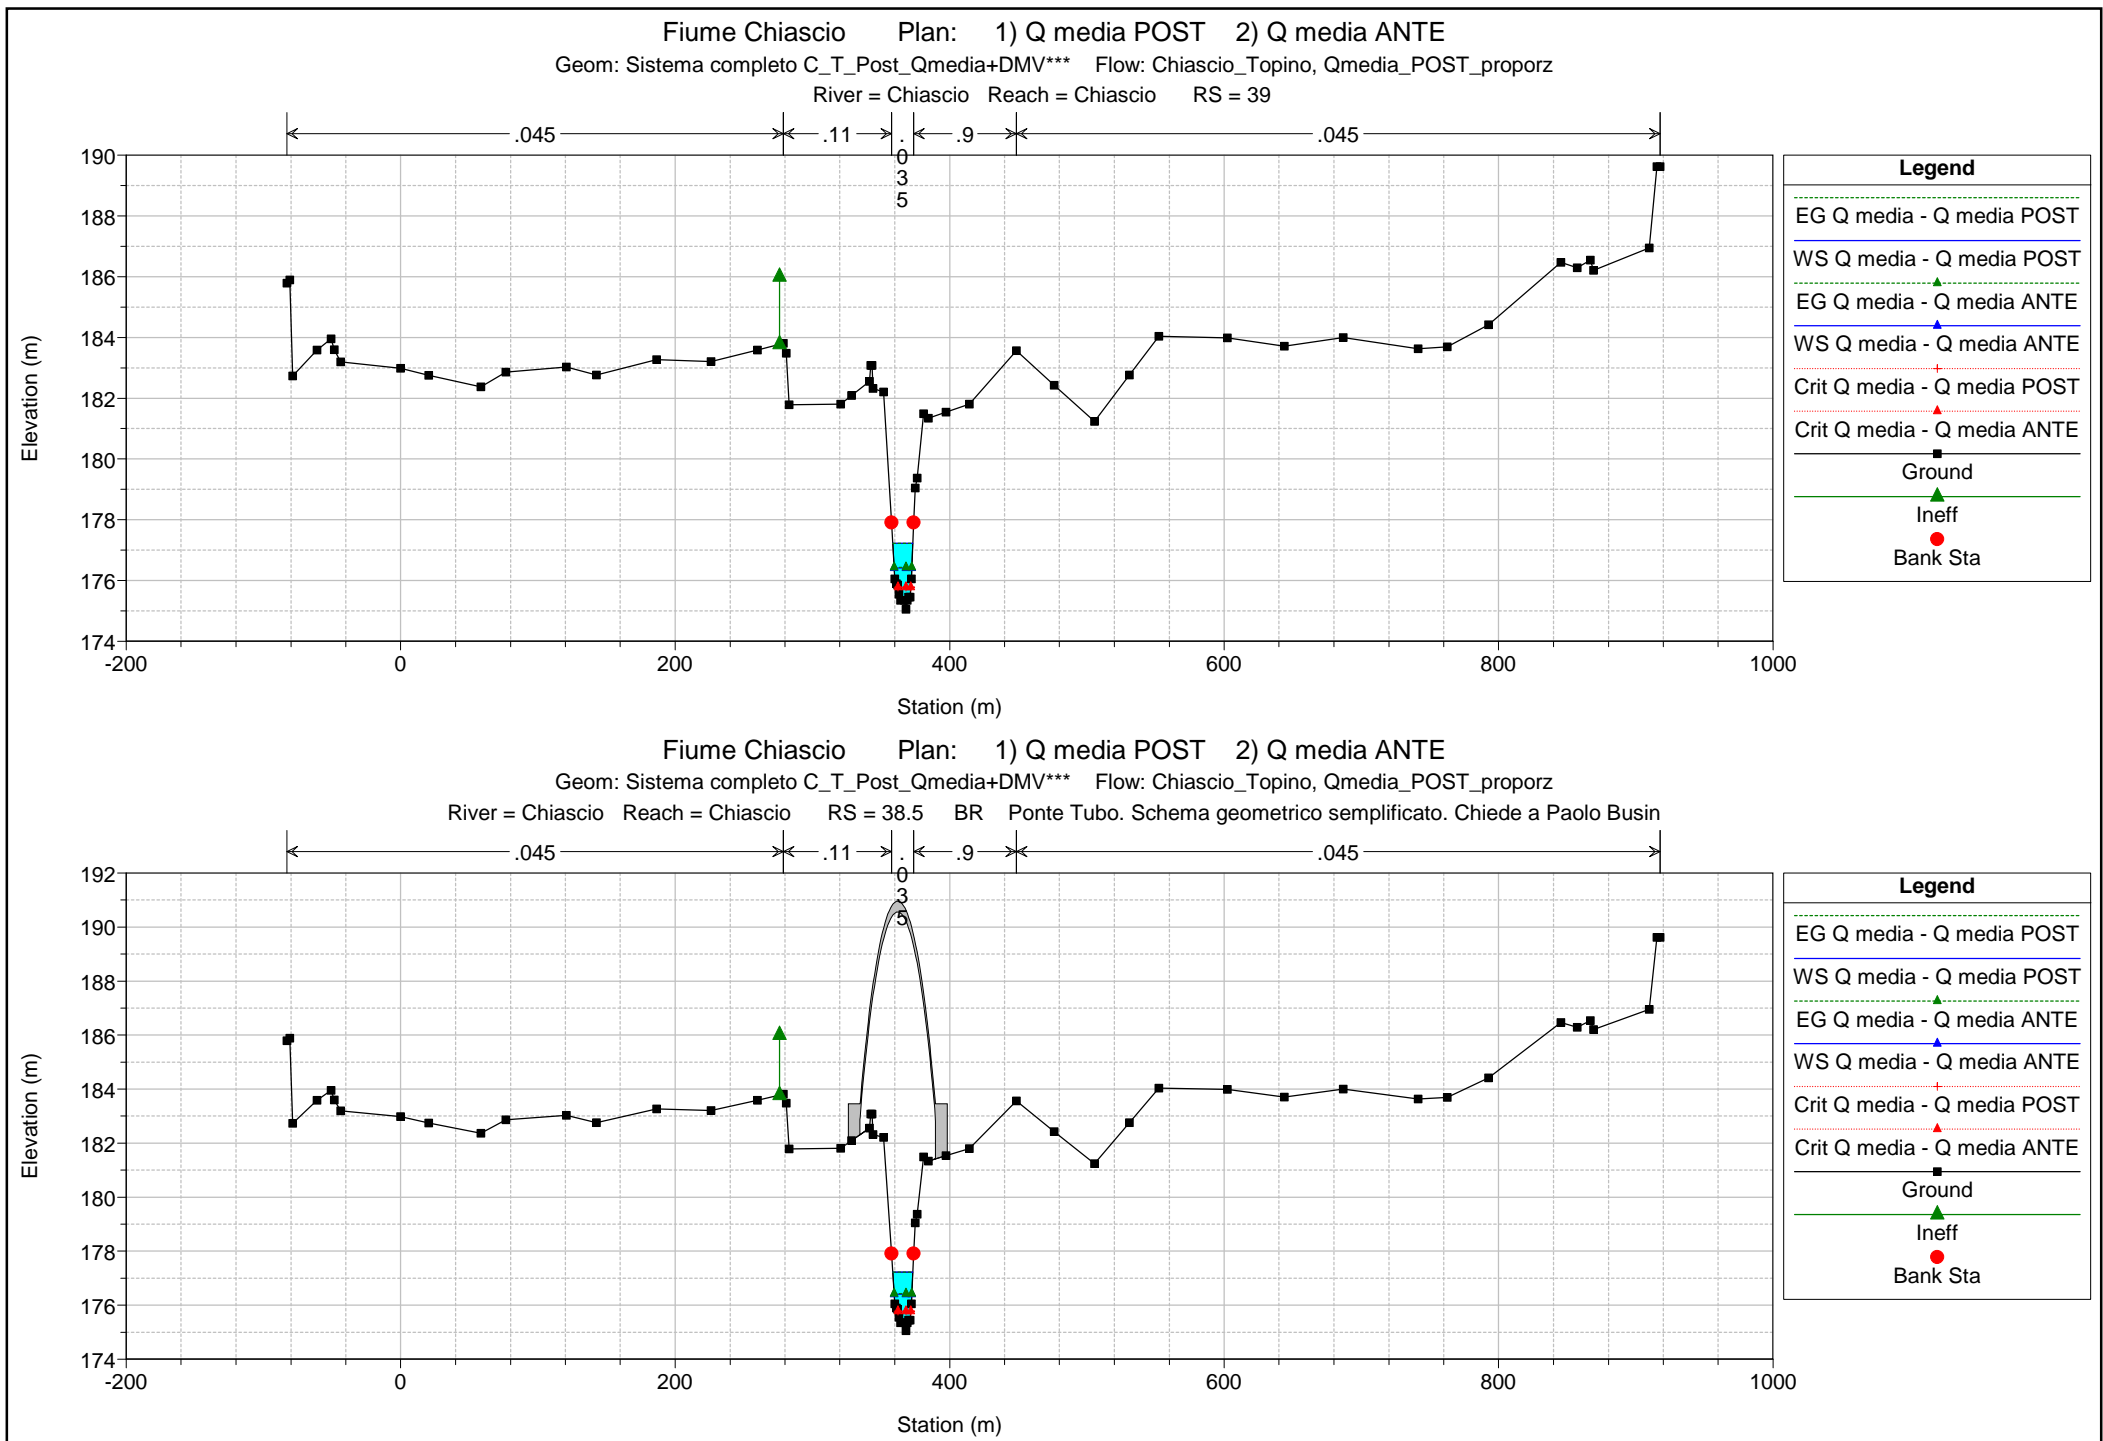 Fiume Chiascio Plan: 1) Q media POST 2) Q media ANTE
Geom: Sistema completo C_T_Post_Qmedia+DMV*** Flow: Chiascio_Topino, Qmedia_POST_proporz
River = Chiascio Reach = Chiascio RS = 39
.045 .11 .035 .9 .045
190
188
186
184
182
180
178
176
174
Elevation (m)
-200 0 200 400 600 800 1000
Station (m)
Legend
EG Q media - Q media POST
WS Q media - Q media POST
EG Q media - Q media ANTE
WS Q media - Q media ANTE
Crit Q media - Q media POST
Crit Q media - Q media ANTE
Ground
Ineff
Bank Sta
Fiume Chiascio Plan: 1) Q media POST 2) Q media ANTE
Geom: Sistema completo C_T_Post_Qmedia+DMV*** Flow: Chiascio_Topino, Qmedia_POST_proporz
River = Chiascio Reach = Chiascio RS = 38.5 BR Ponte Tubo. Schema geometrico semplificato. Chiede a Paolo Busin
.045 .11 .035 .9 .045
192
190
188
186
184
182
180
178
176
174
Elevation (m)
-200 0 200 400 600 800 1000
Station (m)
Legend
EG Q media - Q media POST
WS Q media - Q media POST
EG Q media - Q media ANTE
WS Q media - Q media ANTE
Crit Q media - Q media POST
Crit Q media - Q media ANTE
Ground
Ineff
Bank Sta